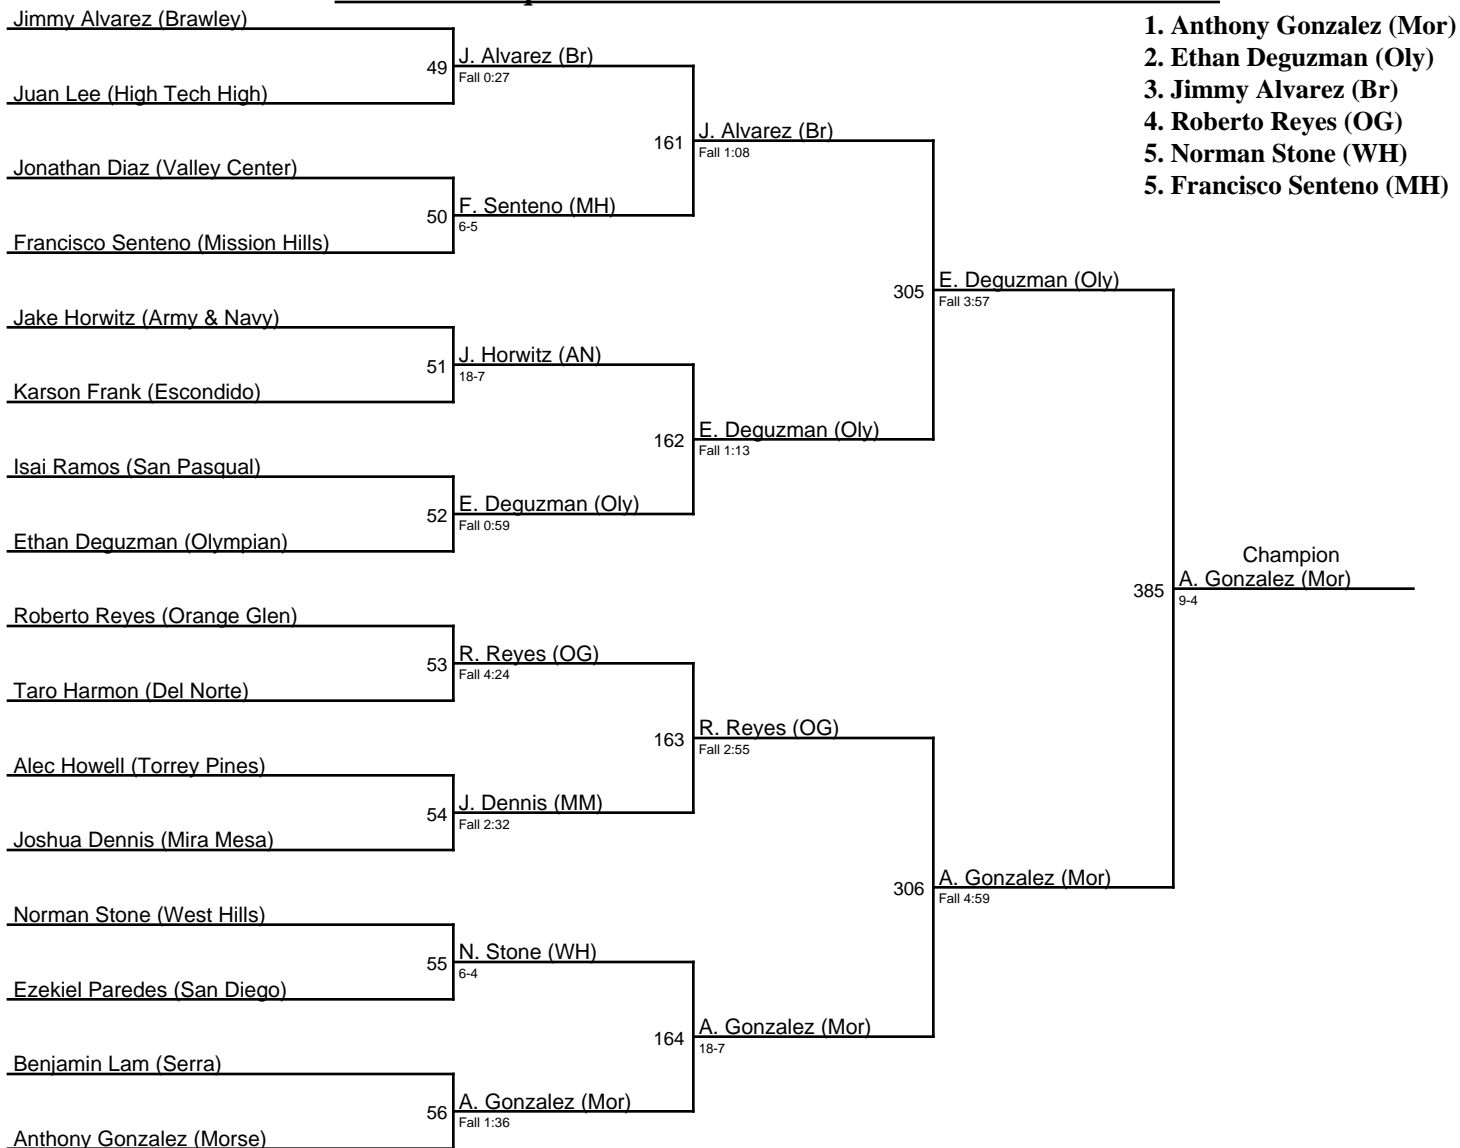 Jimmy Alvarez (Brawley)
49
J. Alvarez (Br)
Fall 0:27
Juan Lee (High Tech High)
161
J. Alvarez (Br)
Fall 1:08
Jonathan Diaz (Valley Center)
50
F. Senteno (MH)
6-5
Francisco Senteno (Mission Hills)
305
E. Deguzman (Oly)
Fall 3:57
Jake Horwitz (Army & Navy)
51
J. Horwitz (AN)
18-7
Karson Frank (Escondido)
162
E. Deguzman (Oly)
Fall 1:13
Isai Ramos (San Pasqual)
52
E. Deguzman (Oly)
Fall 0:59
Ethan Deguzman (Olympian)
Champion
385
A. Gonzalez (Mor)
9-4
Roberto Reyes (Orange Glen)
53
R. Reyes (OG)
Fall 4:24
Taro Harmon (Del Norte)
163
R. Reyes (OG)
Fall 2:55
Alec Howell (Torrey Pines)
54
J. Dennis (MM)
Fall 2:32
Joshua Dennis (Mira Mesa)
306
A. Gonzalez (Mor)
Fall 4:59
Norman Stone (West Hills)
55
N. Stone (WH)
6-4
Ezekiel Paredes (San Diego)
164
A. Gonzalez (Mor)
18-7
Benjamin Lam (Serra)
56
A. Gonzalez (Mor)
Fall 1:36
Anthony Gonzalez (Morse)
1. Anthony Gonzalez (Mor)
2. Ethan Deguzman (Oly)
3. Jimmy Alvarez (Br)
4. Roberto Reyes (OG)
5. Norman Stone (WH)
5. Francisco Senteno (MH)